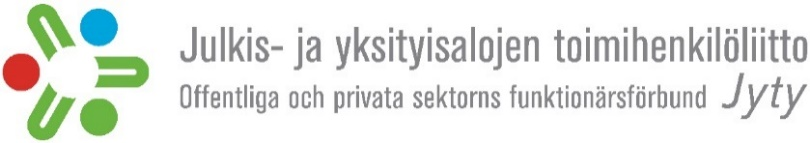 Julkis- ja yksityisalojen toimihenkilöliitto
Offentliga och privata sektorns funktionärsförbund Jyty